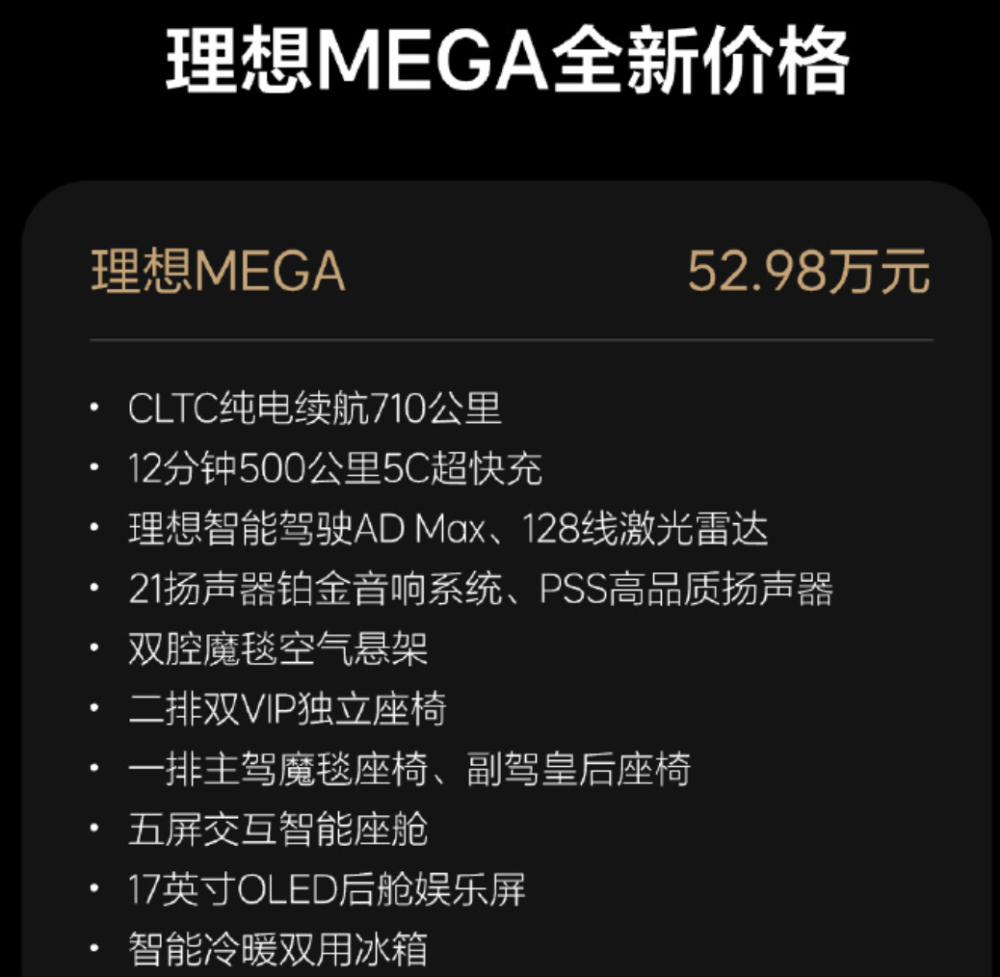 理想MEGA全新价格
理想MEGA 52.98万元
• CLTC纯电续航710公里
• 12分钟500公里5C超快充
• 理想智能驾驶AD Max、128线激光雷达
• 21扬声器铂金音响系统、PSS高品质扬声器
• 双腔魔毯空气悬架
• 二排双VIP独立座椅
• 一排主驾魔毯座椅、副驾皇后座椅
• 五屏交互智能座舱
• 17英寸OLED后舱娱乐屏
• 智能冷暖双用冰箱